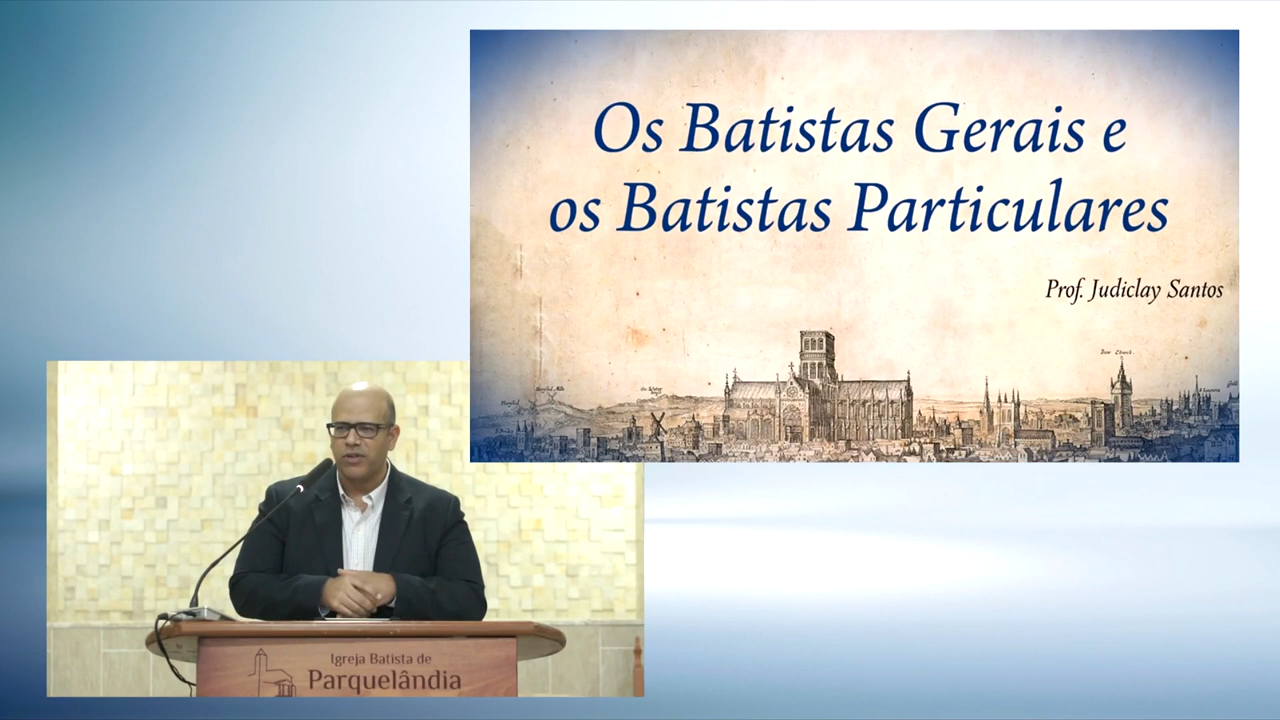 Os Batistas Gerais e
os Batistas Particulares
Prof. Judiclay Santos
Igreja Batista de
Parquelândia